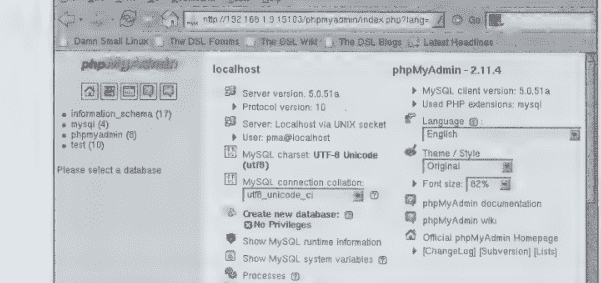 http://192.168.1.9:15103/phpmyadmin/index.php?lang=
Go
Damn Small Linux
The DSL Forums
The DSL Wiki
The DSL Blogs
Latest Headlines
phpMyAdmin
information_schema (17)
mysql (4)
phpmyadmin (8)
test (10)
Please select a database
localhost
Server version: 5.0.51a
Protocol version: 10
Server: Localhost via UNIX socket
User: pma@localhost
MySQL charset: UTF-8 Unicode
(utf8)
MySQL connection collation:
utf8_unicode_ci
Create new database:
No Privileges
Show MySQL runtime information
Show MySQL system variables
Processes
phpMyAdmin - 2.11.4
MySQL client version: 5.0.51a
Used PHP extensions: mysql
Language
English
Theme / Style
Original
Font size: 82%
phpMyAdmin documentation
phpMyAdmin wiki
Official phpMyAdmin Homepage
[ChangeLog] [Subversion] [Lists]